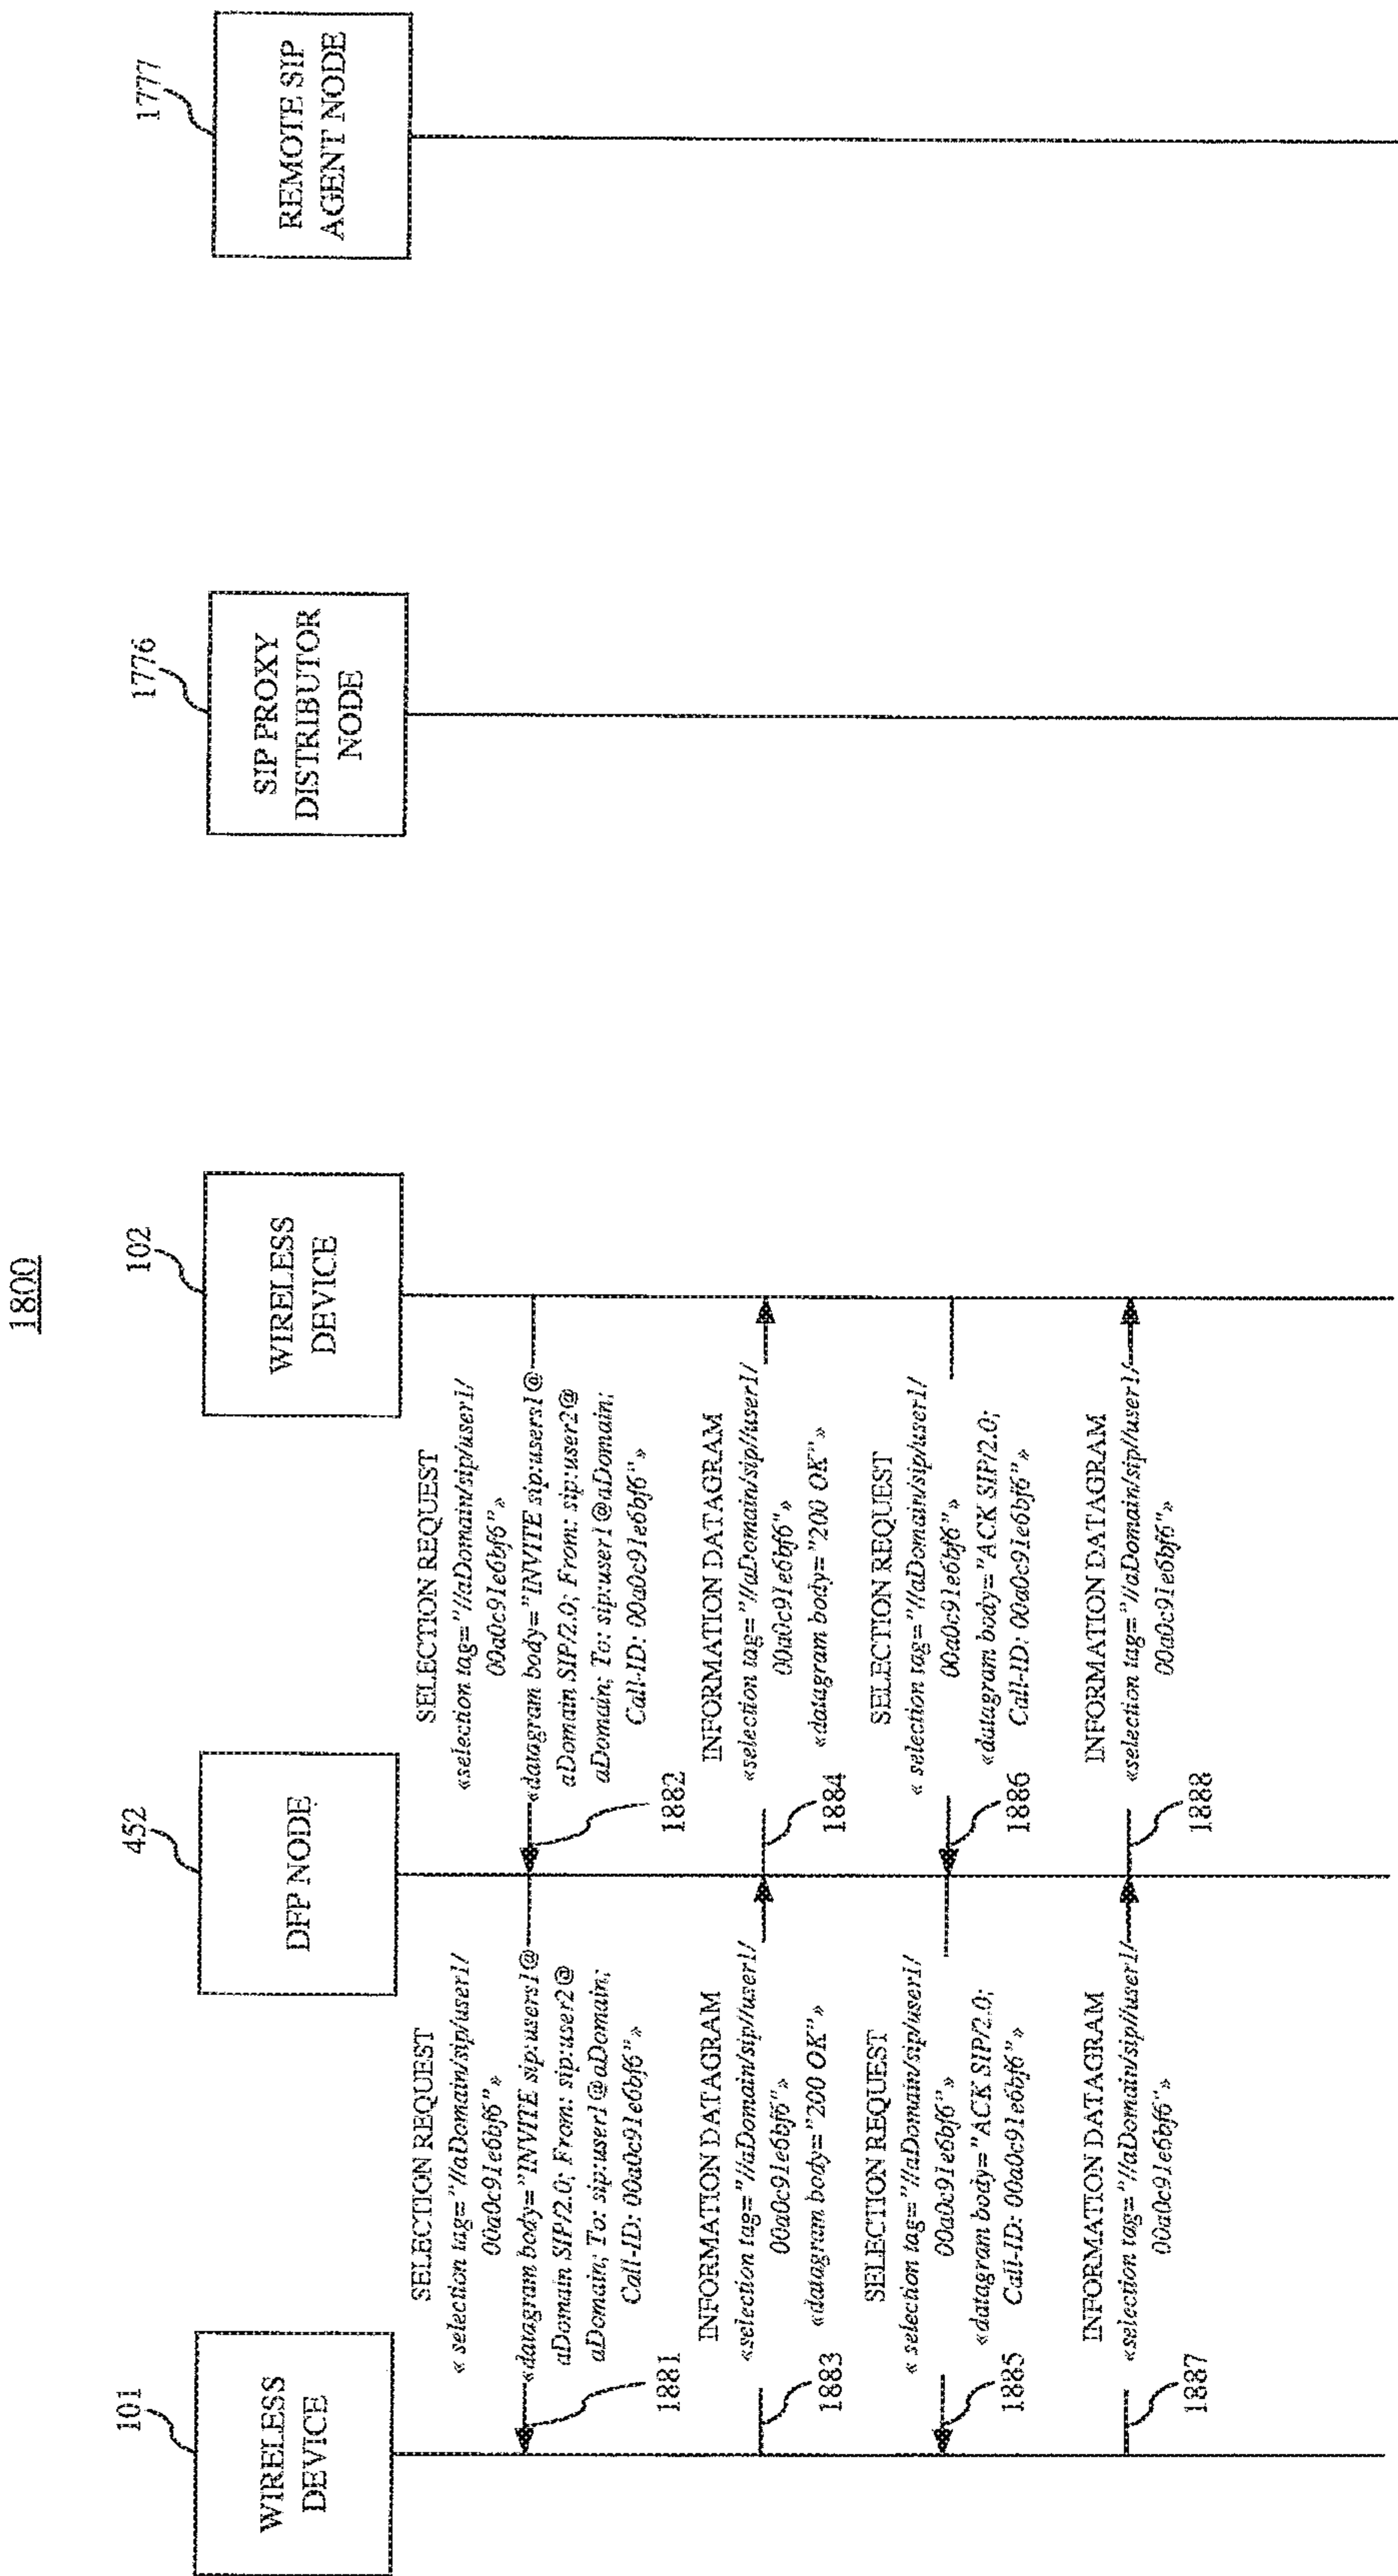 1800
101
WIRELESS
DEVICE
452
DFP NODE
102
WIRELESS
DEVICE
1776
SIP PROXY
DISTRIBUTOR
NODE
1777
REMOTE SIP
AGENT NODE
SELECTION REQUEST
« selection tag="//aDomain/sip/user1/
00a0c91e6bf6"»
«datagram body="INVITE sip:users1@
aDomain SIP/2.0; From: sip:user2@
aDomain; To: sip:user1@aDomain;
Call-ID: 00a0c91e6bf6"»
1881
SELECTION REQUEST
«selection tag="//aDomain/sip/user1/
00a0c91e6bf6"»
«datagram body="INVITE sip:users1@
aDomain SIP/2.0; From: sip:user2@
aDomain; To: sip:user1@aDomain;
Call-ID: 00a0c91e6bf6"»
1882
INFORMATION DATAGRAM
«selection tag="//aDomain/sip//user1/
00a0c91e6bf6"»
«datagram body="200 OK"»
1883
INFORMATION DATAGRAM
«selection tag="//aDomain/sip//user1/
00a0c91e6bf6"»
«datagram body="200 OK"»
1884
SELECTION REQUEST
« selection tag="//aDomain/sip/user1/
00a0c91e6bf6"»
«datagram body="ACK SIP/2.0;
Call-ID: 00a0c91e6bf6"»
1885
SELECTION REQUEST
« selection tag="//aDomain/sip/user1/
00a0c91e6bf6"»
«datagram body="ACK SIP/2.0;
Call-ID: 00a0c91e6bf6"»
1886
INFORMATION DATAGRAM
«selection tag="//aDomain/sip//user1/
00a0c91e6bf6"»
1887
INFORMATION DATAGRAM
«selection tag="//aDomain/sip//user1/
00a0c91e6bf6"»
1888